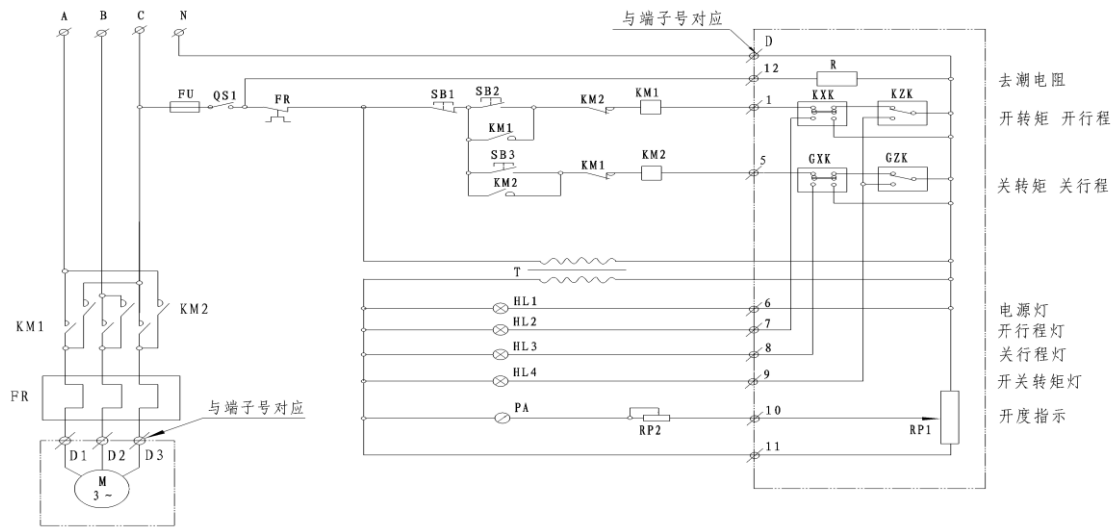 A B C N
与端子号对应
D
12 R 去潮电阻
FU QS1 FR SB1 SB2 KM2 KM1 1 KXK KZK 开转矩 开行程
KM1
SB3 KM1 KM2 5 GXK GZK 关转矩 关行程
KM2
T
HL1 6 电源灯
HL2 7 开行程灯
HL3 8 关行程灯
HL4 9 开关转矩灯
PA RP2 10 RP1 开度指示
11
KM1 KM2
FR
与端子号对应
D1 D2 D3
M
3 ~